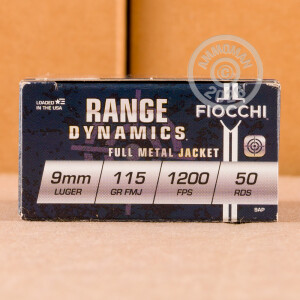 LOADED
IN THE USA
RANGE
DYNAMICS
FULL METAL JACKET
FIOCCHI
9mm
LUGER
115
GR FMJ
1200
FPS
50
RDS